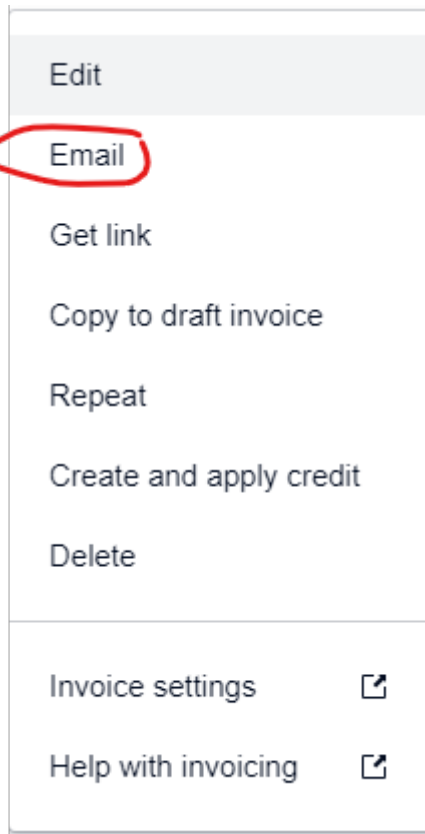 Edit
Email
Get link
Copy to draft invoice
Repeat
Create and apply credit
Delete
Invoice settings
Help with invoicing